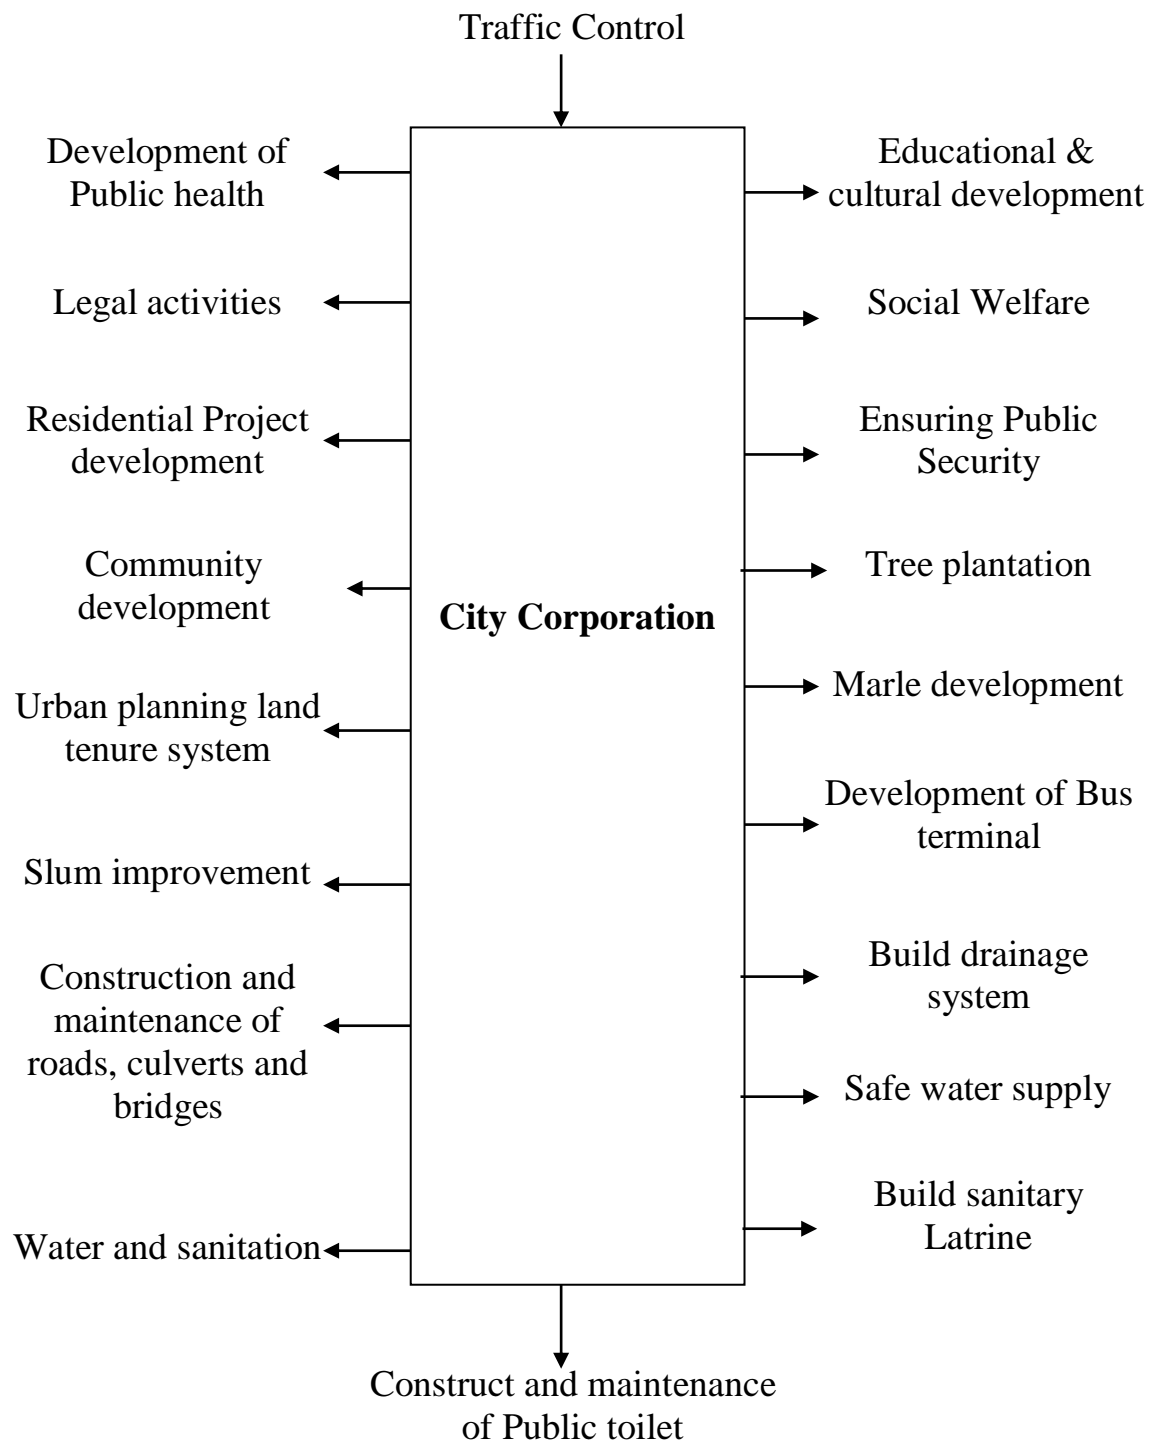 Traffic Control
Development of
Public health
Legal activities
Residential Project
development
Community
development
Urban planning land
tenure system
Slum improvement
Construction and
maintenance of
roads, culverts and
bridges
Water and sanitation
City Corporation
Educational &
cultural development
Social Welfare
Ensuring Public
Security
Tree plantation
Marle development
Development of Bus
terminal
Build drainage
system
Safe water supply
Build sanitary
Latrine
Construct and maintenance
of Public toilet